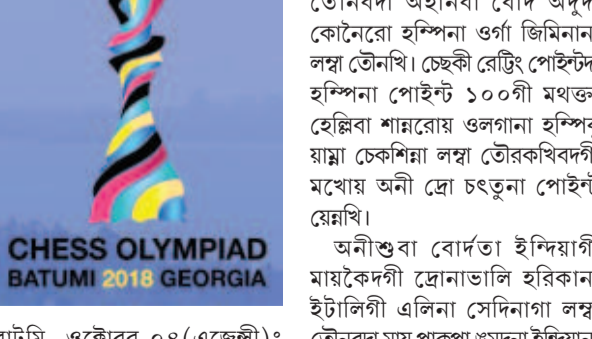 CHESS OLYMPIAD
BATUMI 2018 GEORGIA
কোনৈরো হম্পিনা ওর্গা জিমিনান
লম্বা তৌনখি। চেছকী রেটিং পোইন্টদ
হম্পিনা পোইন্ট ১০০গী মথক্ত
হেল্লিবা শান্নরোয় ওলগানা হম্পিব
য়াম্না চেকশিন্না লম্বা তৌরকখিবদগী
মখোয় অনী দ্রো চৎতুনা পোইন্ট
য়েন্নখি।
অনীশুবা বোর্দতা ইন্দিয়াগী
মায়কৈদগী দ্রোনাভালি হরিকান
ইটালিগী এলিনা সেদিনাগা লম্ব